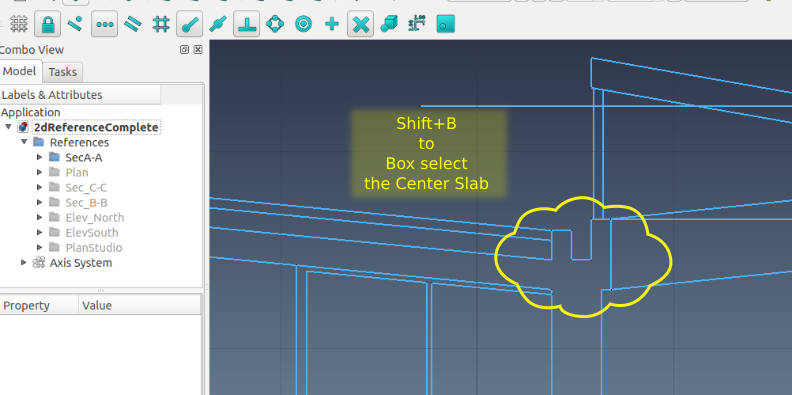 Combo View
Model
Tasks
Labels & Attributes
Application
2dReferenceComplete
References
SecA-A
Plan
Sec_C-C
Sec_B-B
Elev_North
ElevSouth
PlanStudio
Axis System
Property
Value
Shift+B
to
Box select
the Center Slab